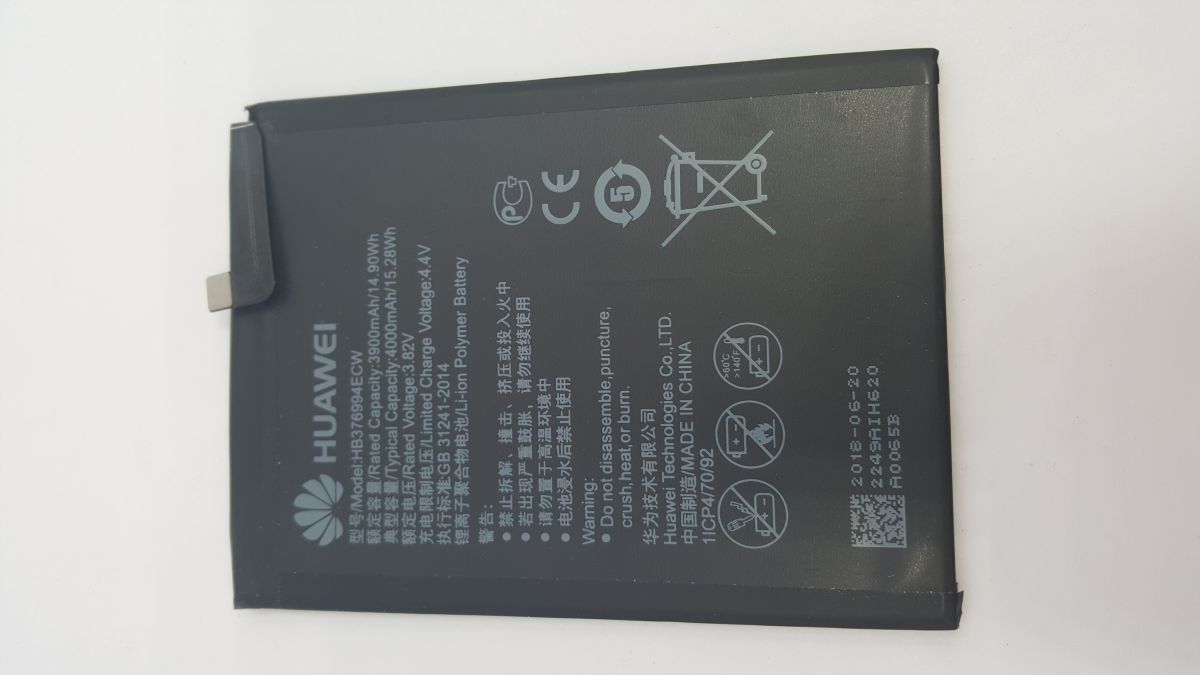 HUAWEI
型号/Model:HB376994ECW
额定容量/Rated Capacity:3900mAh/14.90Wh
典型容量/Typical Capacity:4000mAh/15.28Wh
额定电压/Rated Voltage:3.82V
充电限制电压/Limited Charge Voltage:4.4V
执行标准/GB 31241-2014
锂离子聚合物电池/Li-ion Polymer Battery
警告:
● 禁止拆解、撞击、挤压或投入火中
● 若出现严重鼓胀, 请勿继续使用
● 请勿置于高温环境中
● 电池浸水后禁止使用
Warning:
● Do not disassemble,puncture,
crush,heat,or burn.
华为技术有限公司
Huawei Technologies Co.,LTD.
中国制造/MADE IN CHINA
1ICP4/70/92
PC
CE
5
>60℃
>140℉
2018-06-20
2249AIH620
A0065B